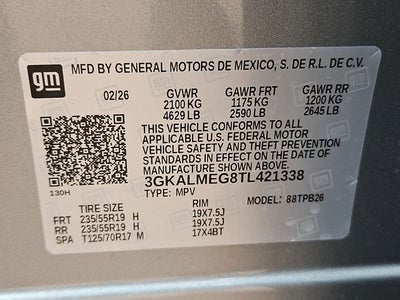 gm
MFD BY GENERAL MOTORS DE MEXICO, S. DE R.L. DE C.V.
02/26 GVWR GAWR FRT GAWR RR
2100 KG 1175 KG 1200 KG
4629 LB 2590 LB 2645 LB
THIS VEHICLE CONFORMS TO ALL
APPLICABLE U.S. FEDERAL MOTOR
VEHICLE SAFETY AND THEFT PREVENTION
STANDARDS IN EFFECT ON THE DATE OF
MANUFACTURE SHOWN ABOVE.
3GKALMEG8TL421338
130H TYPE: MPV MODEL: 88TPB26
TIRE SIZE RIM
FRT 235/55R19 H 19X7.5J
RR 235/55R19 H 19X7.5J
SPA T125/70R17 M 17X4BT